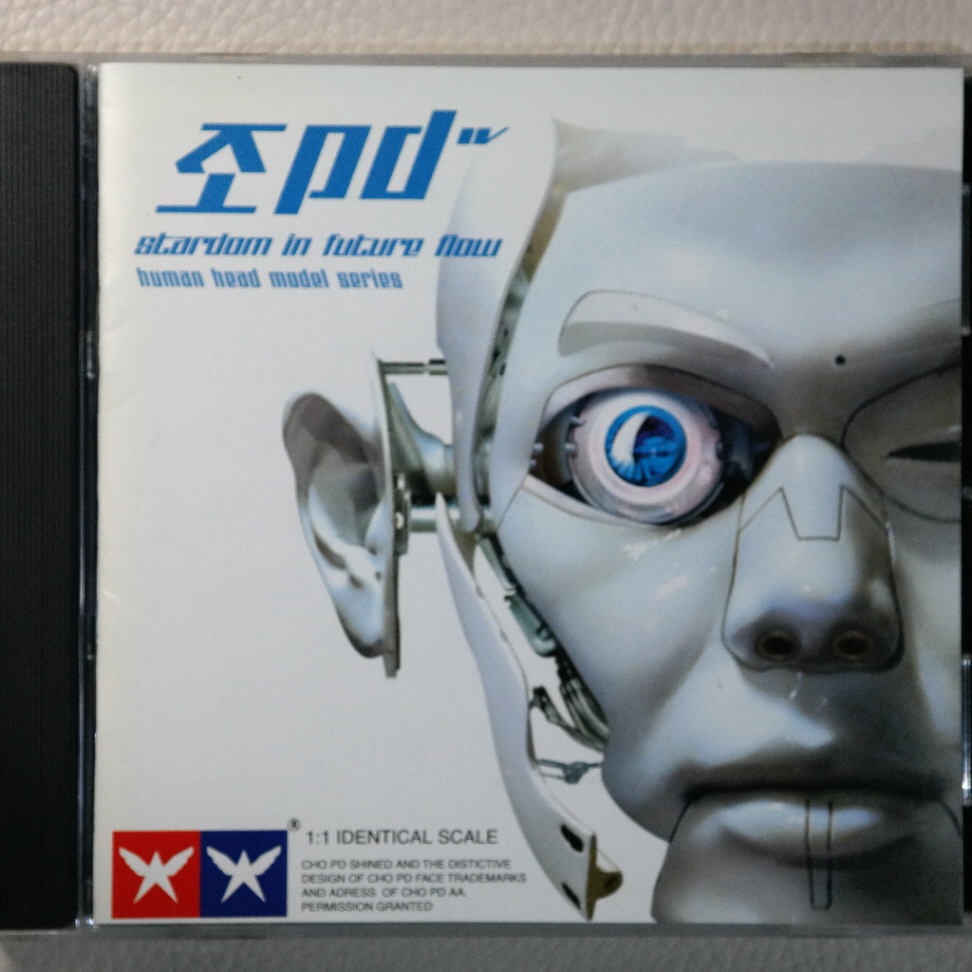 조pd IV
stardom in future flow
human head model series
®
1:1 IDENTICAL SCALE
CHO PD SHINED AND THE DISTICTIVE
DESIGN OF CHO PD FACE TRADEMARKS
AND ADRESS OF CHO PD AA.
PERMISSION GRANTED